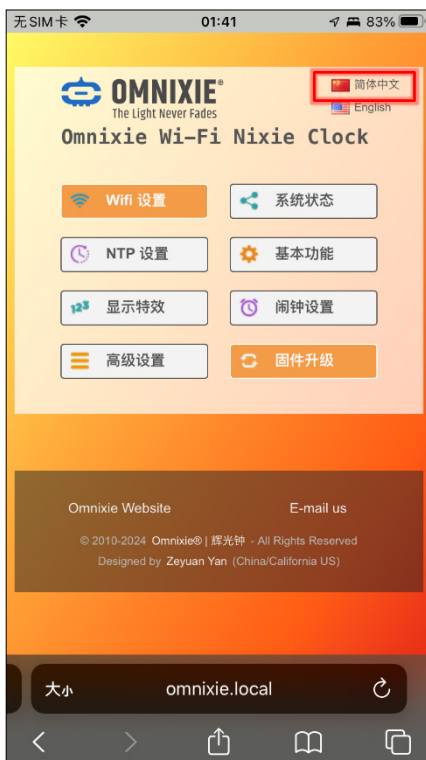 无SIM卡 01:41 83%
简体中文
OMNIXIE®
English
The Light Never Fades
Omnixie Wi-Fi Nixie Clock
Wifi 设置 系统状态
NTP 设置 基本功能
123 显示特效 闹钟设置
高级设置 固件升级
Omnixie Website E-mail us
© 2010-2024 Omnixie® | 辉光钟 - All Rights Reserved
Designed by Zeyuan Yan (China/California US)
大小 omnixie.local